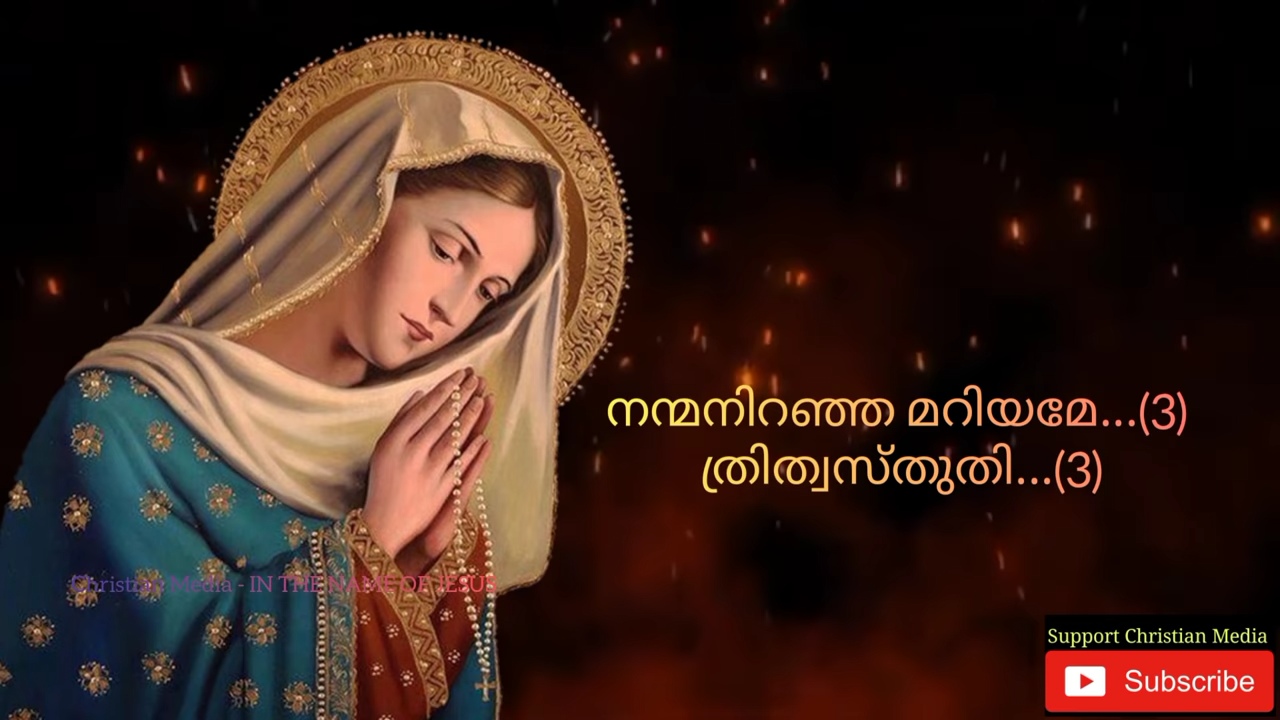 നന്മനിറഞ്ഞ മറിയമേ...(3)
ത്രിത്വസ്തുതി...(3)
Christian Media - IN THE NAME OF JESUS
Support Christian Media
Subscribe